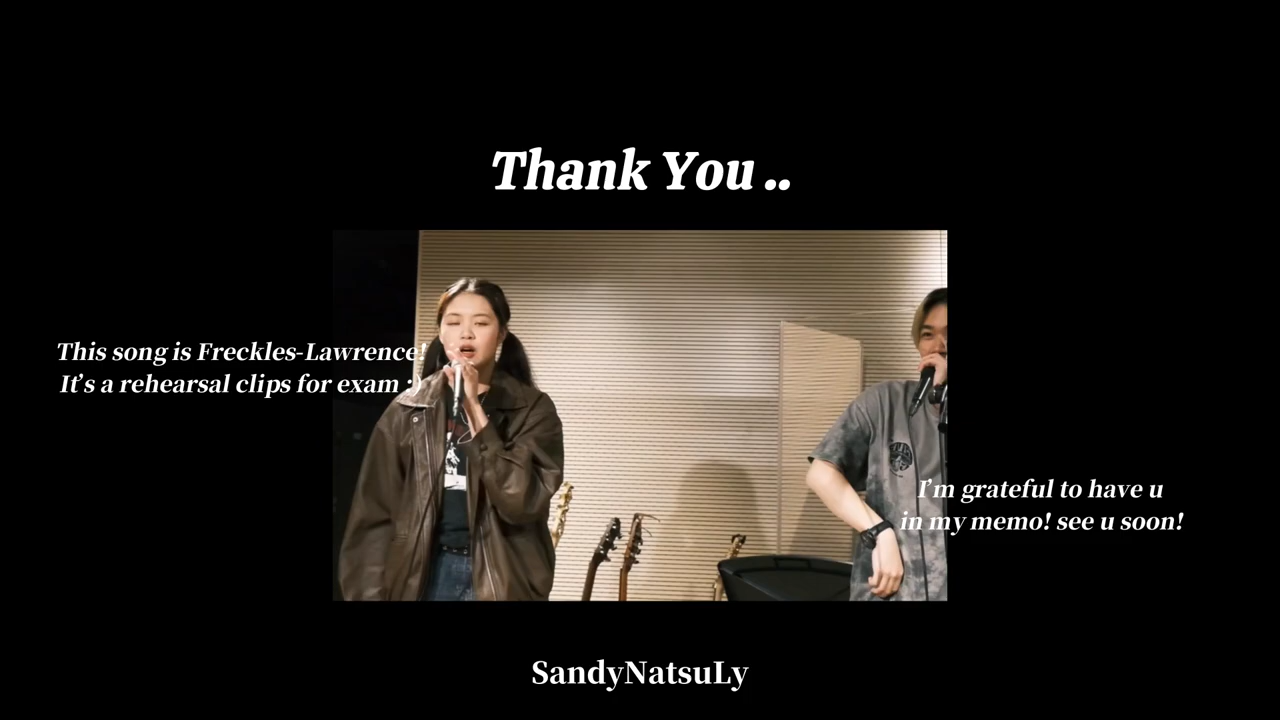 Thank You ..
This song is Freckles-Lawrence!
It's a rehearsal clips for exam :)
I'm grateful to have u
in my memo! see u soon!
SandyNatsuLy